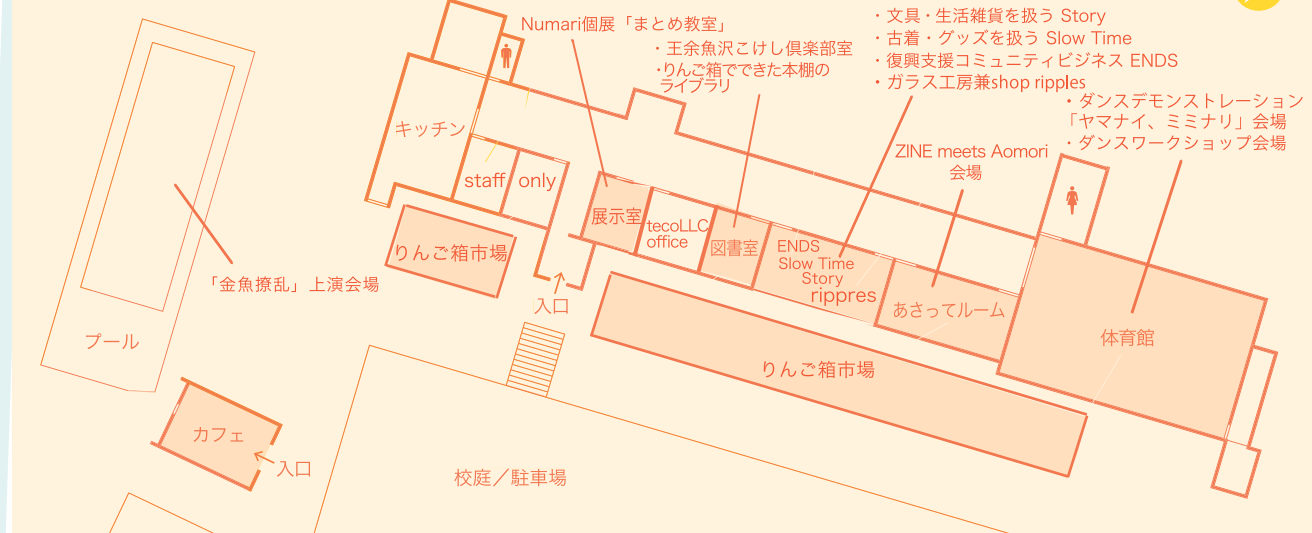 Numari個展「まとめ教室」
・王余魚沢こけし倶楽部室
・りんご箱でできた本棚の
ライブラリ
・文具・生活雑貨を扱う Story
・古着・グッズを扱う Slow Time
・復興支援コミュニティビジネス ENDS
・ガラス工房兼shop ripples
・ダンスデモンストレーション
「ヤマナイ、ミミナリ」会場
・ダンスワークショップ会場
ZINE meets Aomori
会場
キッチン
staff only
展示室
tecoLLC
office
図書室
ENDS
Slow Time
Story
rippres
あさってルーム
体育館
りんご箱市場
入口
りんご箱市場
「金魚撩乱」上演会場
プール
カフェ
入口
校庭／駐車場